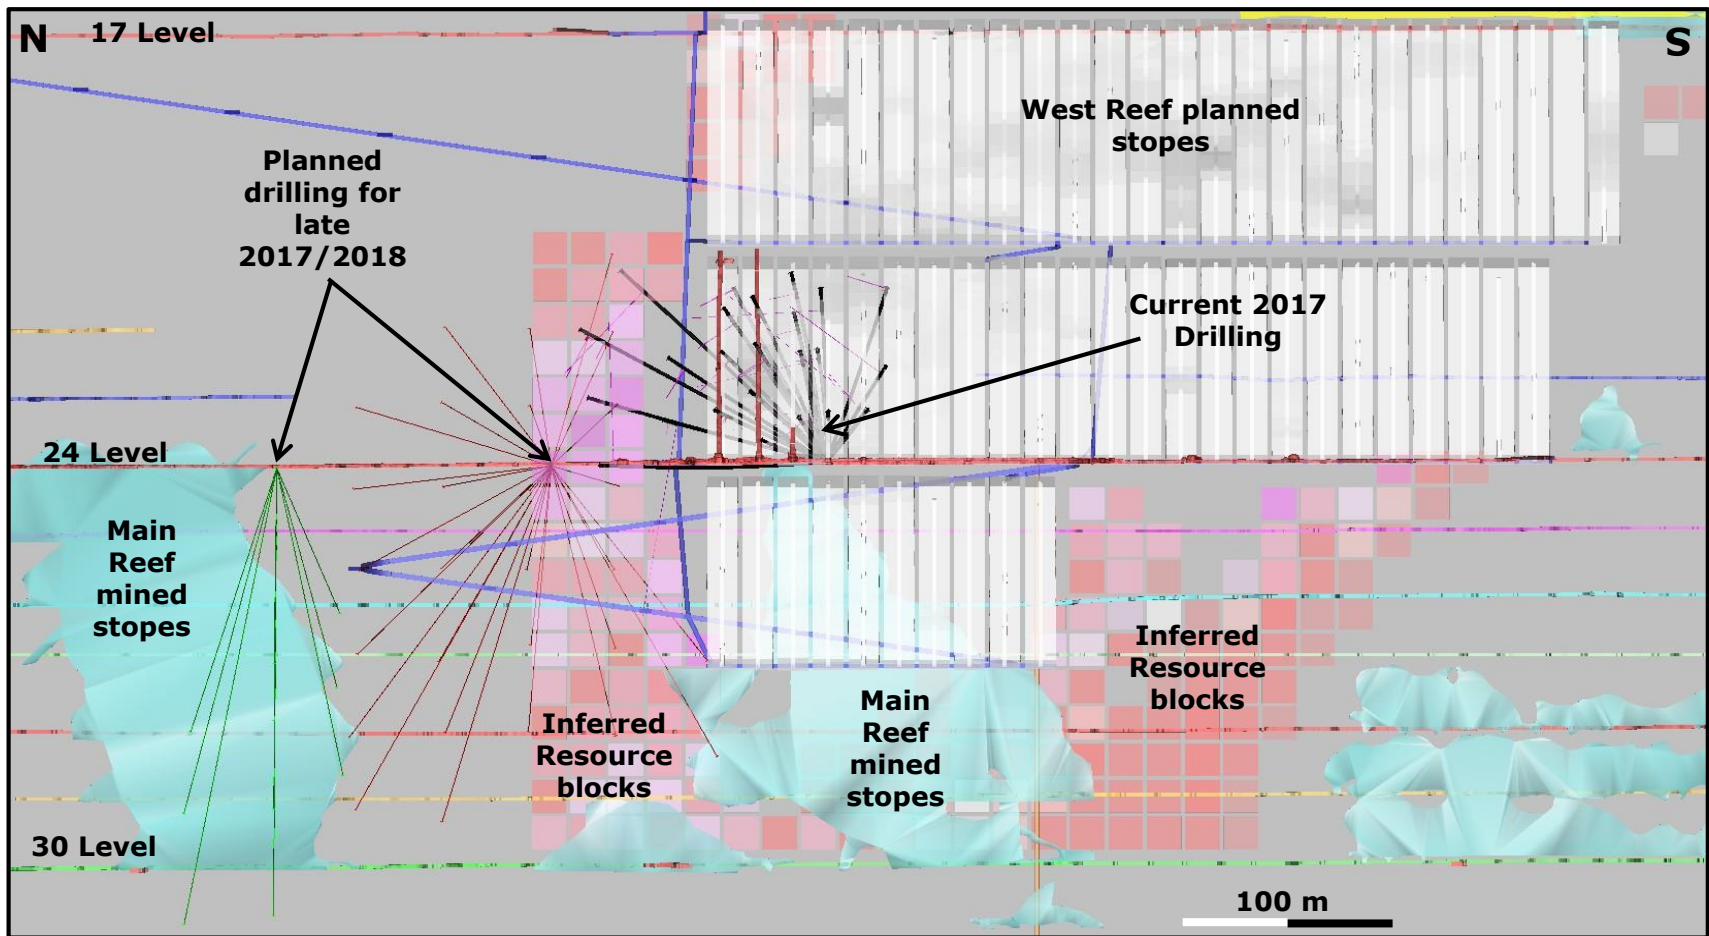 N
17 Level
S
West Reef planned
stopes
Planned
drilling for
late
2017/2018
Current 2017
Drilling
24 Level
Main
Reef
mined
stopes
Inferred
Resource
blocks
Inferred
Resource
blocks
Main
Reef
mined
stopes
30 Level
100 m